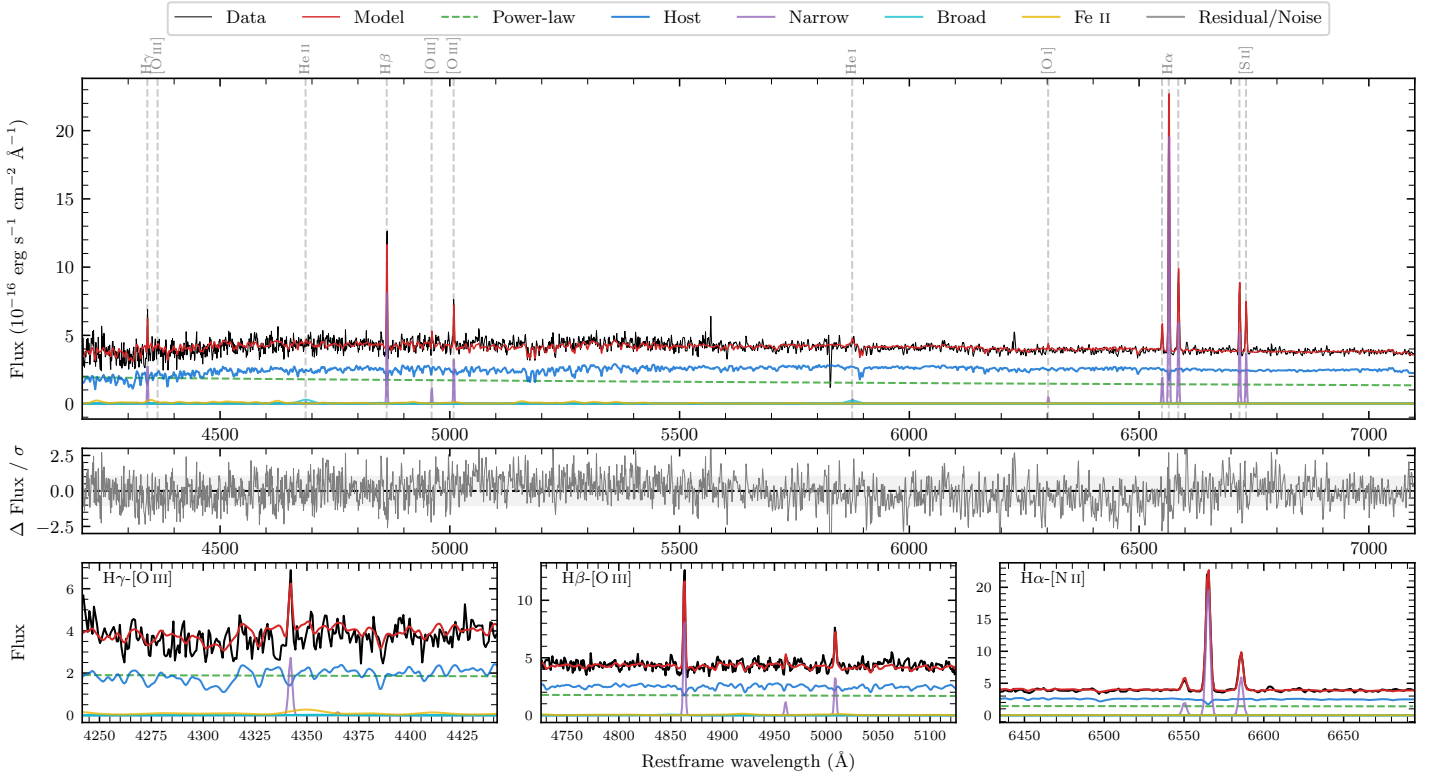 Data Model Power-law Host Narrow Broad Fe II Residual/Noise
Hγ [O III] He II Hβ [O III] [O III] He I [O I] Hα [S II]
Flux (10⁻¹⁶ erg s⁻¹ cm⁻² Å⁻¹)
20
15
10
5
0
4500 5000 5500 6000 6500 7000
Δ Flux / σ
2.5
0.0
−2.5
4500 5000 5500 6000 6500 7000
Flux
Hγ-[O III]
6
4
2
0
4250 4275 4300 4325 4350 4375 4400 4425
Hβ-[O III]
10
5
0
4750 4800 4850 4900 4950 5000 5050 5100
Hα-[N II]
20
15
10
5
0
6450 6500 6550 6600 6650
Restframe wavelength (Å)